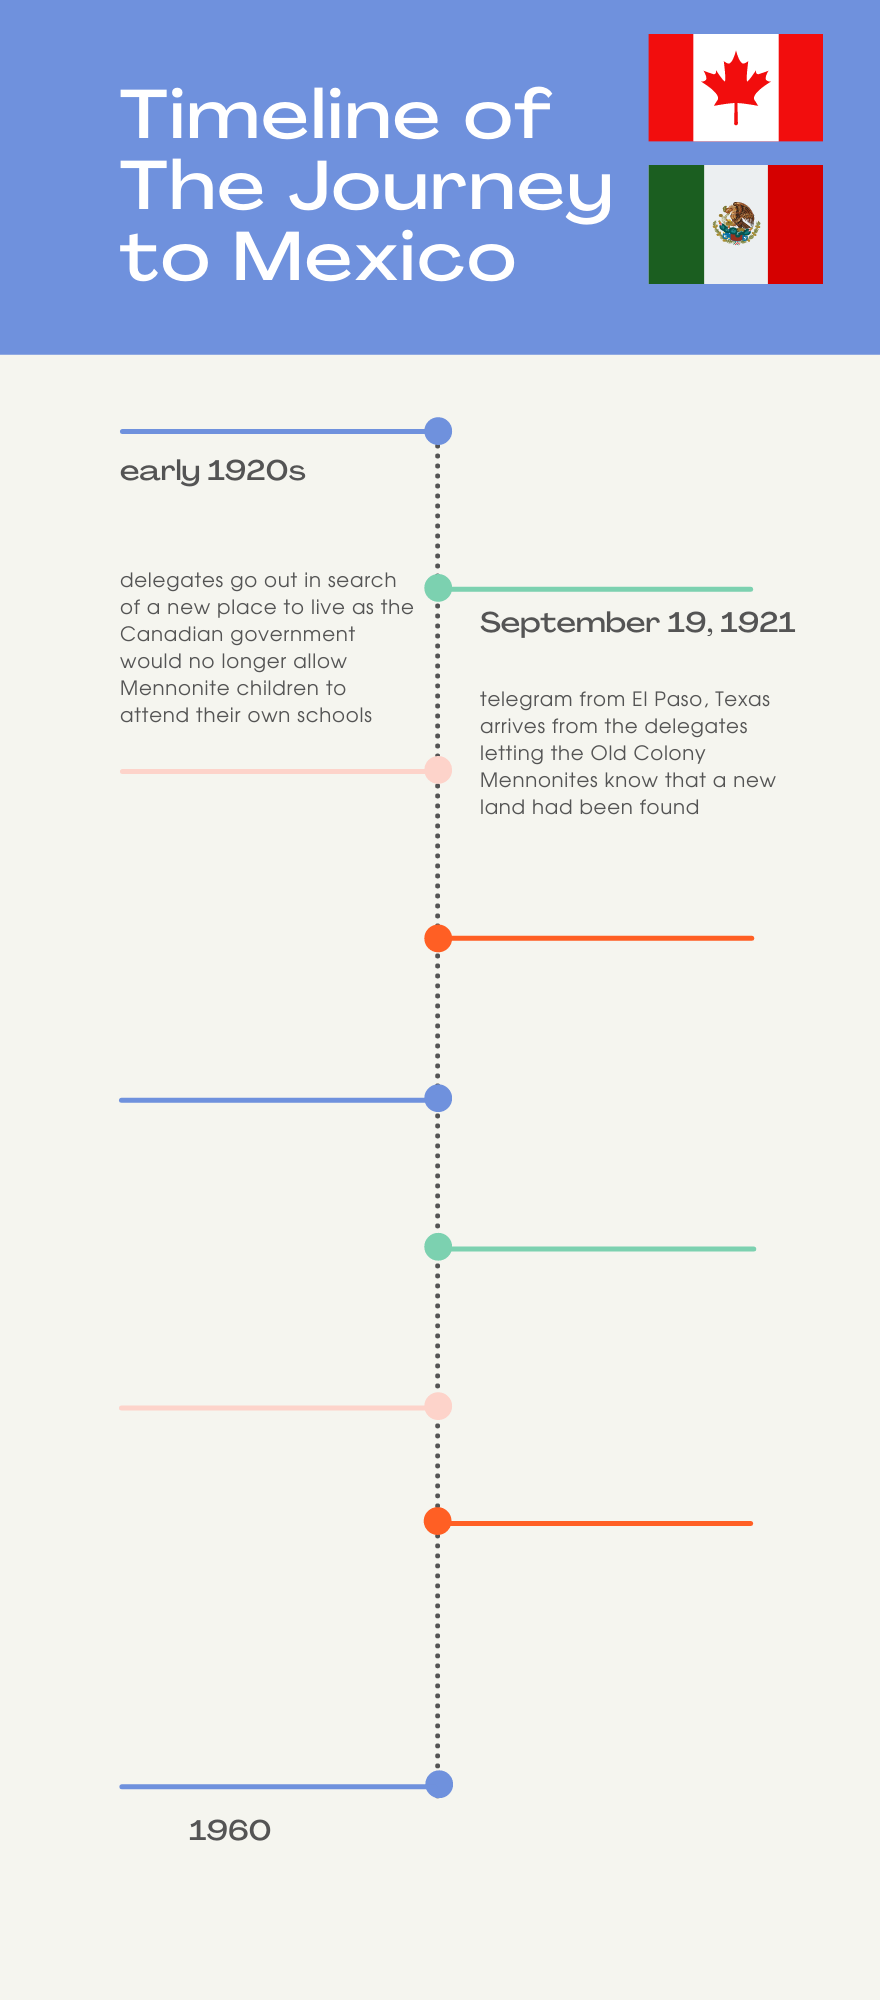 Timeline of
The Journey
to Mexico
early 1920s
delegates go out in search
of a new place to live as the
Canadian government
would no longer allow
Mennonite children to
attend their own schools
September 19, 1921
telegram from El Paso, Texas
arrives from the delegates
letting the Old Colony
Mennonites know that a new
land had been found
1960